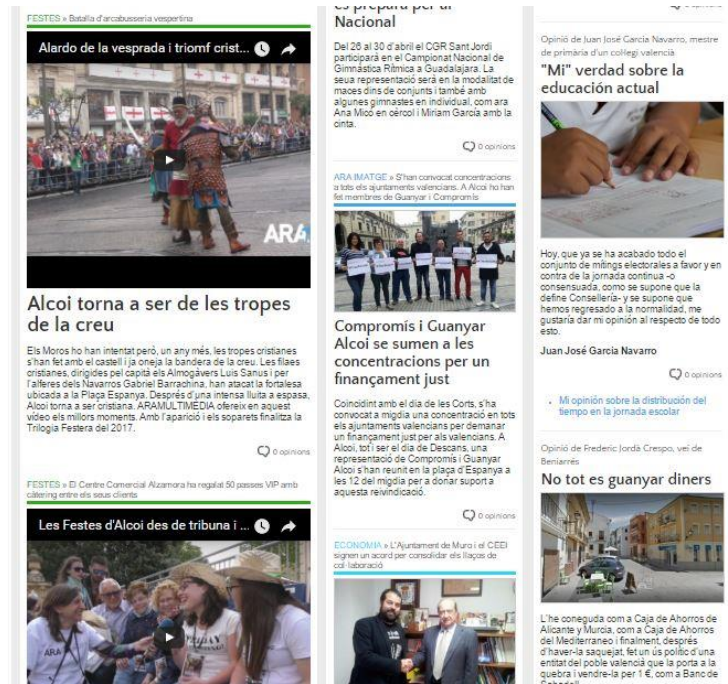 FESTES » Batalla d'arcabusseria vespertina
Alardo de la vesprada i triomf crist...
ARA
Alcoi torna a ser de les tropes
de la creu
Els Moros ho han intentat però, un any més, les tropes cristianes
s'han fet amb el castell i ja oneja la bandera de la creu. Les filaes
cristianes, dirigides pel capità els Almogávers Luis Sanus i per
l'alferes dels Navarros Gabriel Barrachina, han atacat la fortalesa
ubicada a la Plaça Espanya. Després d'una intensa lluita a espasa,
Alcoi torna a ser cristiana. ARAMULTIMÈDIA ofereix en aquest
vídeo els millors moments. Amb l'aparició i els soparets finalitza la
Trilogia Festera del 2017.
0 opinions
FESTES » El Centre Comercial Alzamora ha regalat 50 passes VIP amb
càtering entre els seus clients
Les Festes d'Alcoi des de tribuna i ...
ARA
es prepara per al
Nacional
Del 26 al 30 d'abril el CGR Sant Jordi
participarà en el Campionat Nacional de
Gimnàstica Rítmica a Guadalajara. La
seua representació serà en la modalitat de
maces dins de conjunts i també amb
algunes gimnastes en individual, com ara
Ana Mico en cèrcol i Miriam García amb la
cinta.
0 opinions
ARA IMATGE » S'han convocat concentracions
a tots els ajuntaments valencians. A Alcoi ho han
fet membres de Guanyar i Compromís
Compromís i Guanyar
Alcoi se sumen a les
concentracions per un
finançament just
Coincidint amb el dia de les Corts, s'ha
convocat a migdia una concentració en tots
els ajuntaments valencians per demanar
un finançament just per als valencians. A
Alcoi, tot i ser el dia de Descans, una
representació de Compromís i Guanyar
Alcoi s'han reunit en la plaça d'Espanya a
les 12 del migdia per a donar suport a
aquesta reivindicació.
0 opinions
ECONOMIA » L'Ajuntament de Muro i el CEEI
signen un acord per consolidar els llaços de
col·laboració
Opinió de Juan José Garcia Navarro, mestre
de primària d'un col·legi valencià
"Mi" verdad sobre la
educación actual
Hoy, que ya se ha acabado todo el
conjunto de mítings electorales a favor y en
contra de la jornada continua -o
consensuada, como se supone que la
define Consellería- y se supone que
hemos regresado a la normalidad, me
gustaría dar mi opinión al respecto de todo
esto.
Juan José Garcia Navarro
0 opinions
Mi opinión sobre la distribución del
tiempo en la jornada escolar
Opinió de Frederic Jordà Crespo, veí de
Beniarrés
No tot es guanyar diners
L'he coneguda com a Caja de Ahorros de
Alicante y Murcia, com a Caja de Ahorros
del Mediterraneo i finalment, després
d'haver-la saquejat, fet un ús polític d'una
entitat del poble valencià que la porta a la
quebra i vendre-la per 1 €, com a Banc de